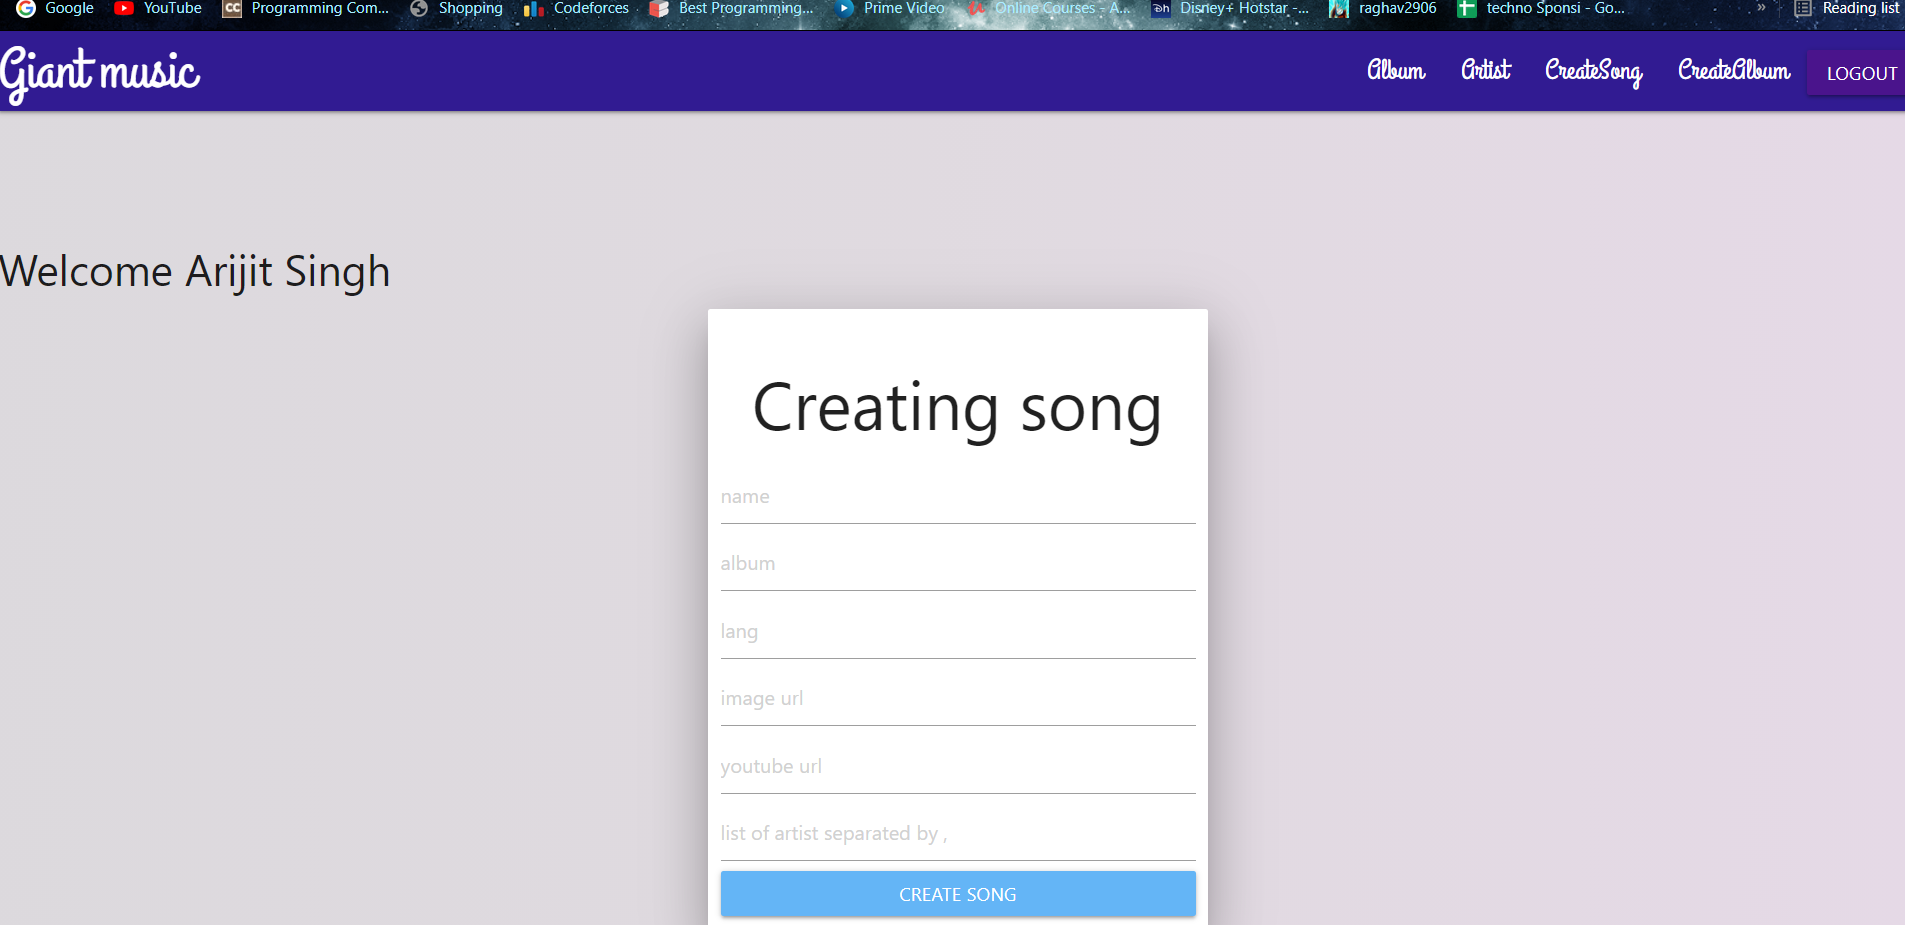 Google YouTube Programming Com... Shopping Codeforces Best Programming... Prime Video Online Courses - A... Disney+ Hotstar -... raghav2906 techno Sponsi - Go... » Reading list
Giant music Album Artist CreateSong CreateAlbum LOGOUT
Welcome Arijit Singh
Creating song
name
album
lang
image url
youtube url
list of artist separated by ,
CREATE SONG